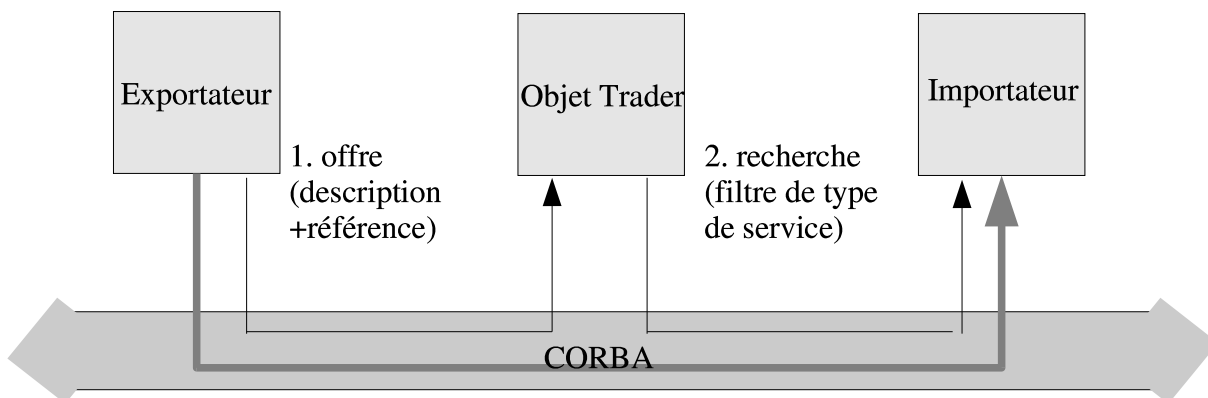 Exportateur
Objet Trader
Importateur
1. offre
(description
+référence)
2. recherche
(filtre de type
de service)
CORBA